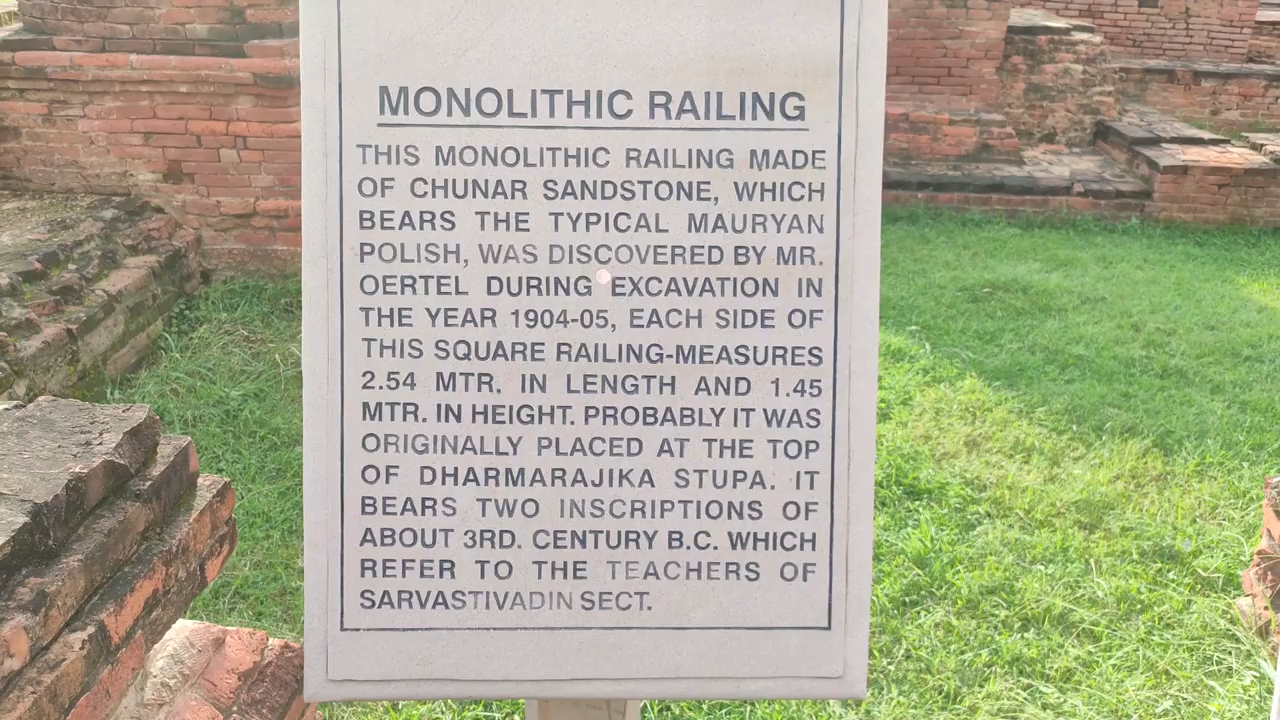 MONOLITHIC RAILING
THIS MONOLITHIC RAILING MADE
OF CHUNAR SANDSTONE, WHICH
BEARS THE TYPICAL MAURYAN
POLISH, WAS DISCOVERED BY MR.
OERTEL DURING EXCAVATION IN
THE YEAR 1904-05, EACH SIDE OF
THIS SQUARE RAILING-MEASURES
2.54 MTR. IN LENGTH AND 1.45
MTR. IN HEIGHT. PROBABLY IT WAS
ORIGINALLY PLACED AT THE TOP
OF DHARMARAJIKA STUPA. IT
BEARS TWO INSCRIPTIONS OF
ABOUT 3RD. CENTURY B.C. WHICH
REFER TO THE TEACHERS OF
SARVASTIVADIN SECT.